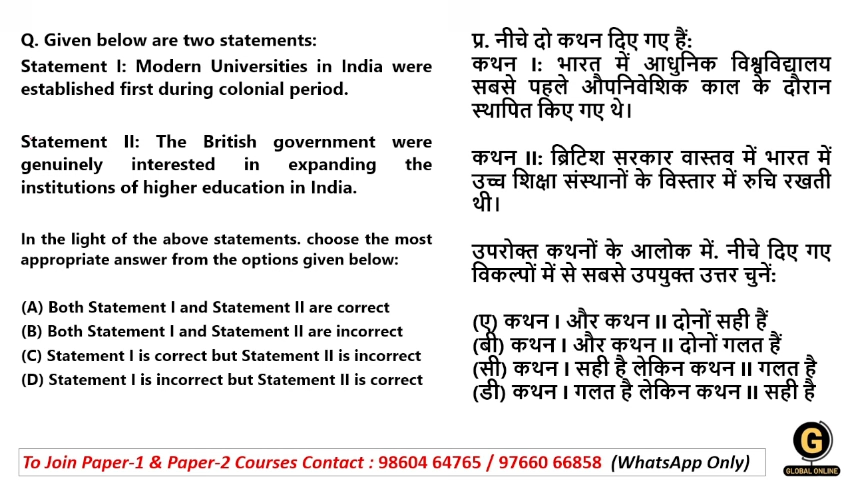 Q. Given below are two statements:
Statement I: Modern Universities in India were
established first during colonial period.
Statement II: The British government were
genuinely interested in expanding the
institutions of higher education in India.
In the light of the above statements. choose the most
appropriate answer from the options given below:
(A) Both Statement I and Statement II are correct
(B) Both Statement I and Statement II are incorrect
(C) Statement I is correct but Statement II is incorrect
(D) Statement I is incorrect but Statement II is correct
प्र. नीचे दो कथन दिए गए हैं:
कथन I: भारत में आधुनिक विश्वविद्यालय
सबसे पहले औपनिवेशिक काल के दौरान
स्थापित किए गए थे।
कथन II: ब्रिटिश सरकार वास्तव में भारत में
उच्च शिक्षा संस्थानों के विस्तार में रुचि रखती
थी।
उपरोक्त कथनों के आलोक में. नीचे दिए गए
विकल्पों में से सबसे उपयुक्त उत्तर चुनें:
(ए) कथन I और कथन II दोनों सही हैं
(बी) कथन I और कथन II दोनों गलत हैं
(सी) कथन I सही है लेकिन कथन II गलत है
(डी) कथन I गलत है लेकिन कथन II सही है
To Join Paper-1 & Paper-2 Courses Contact : 98604 64765 / 97660 66858 (WhatsApp Only)
G
GLOBAL ONLINE